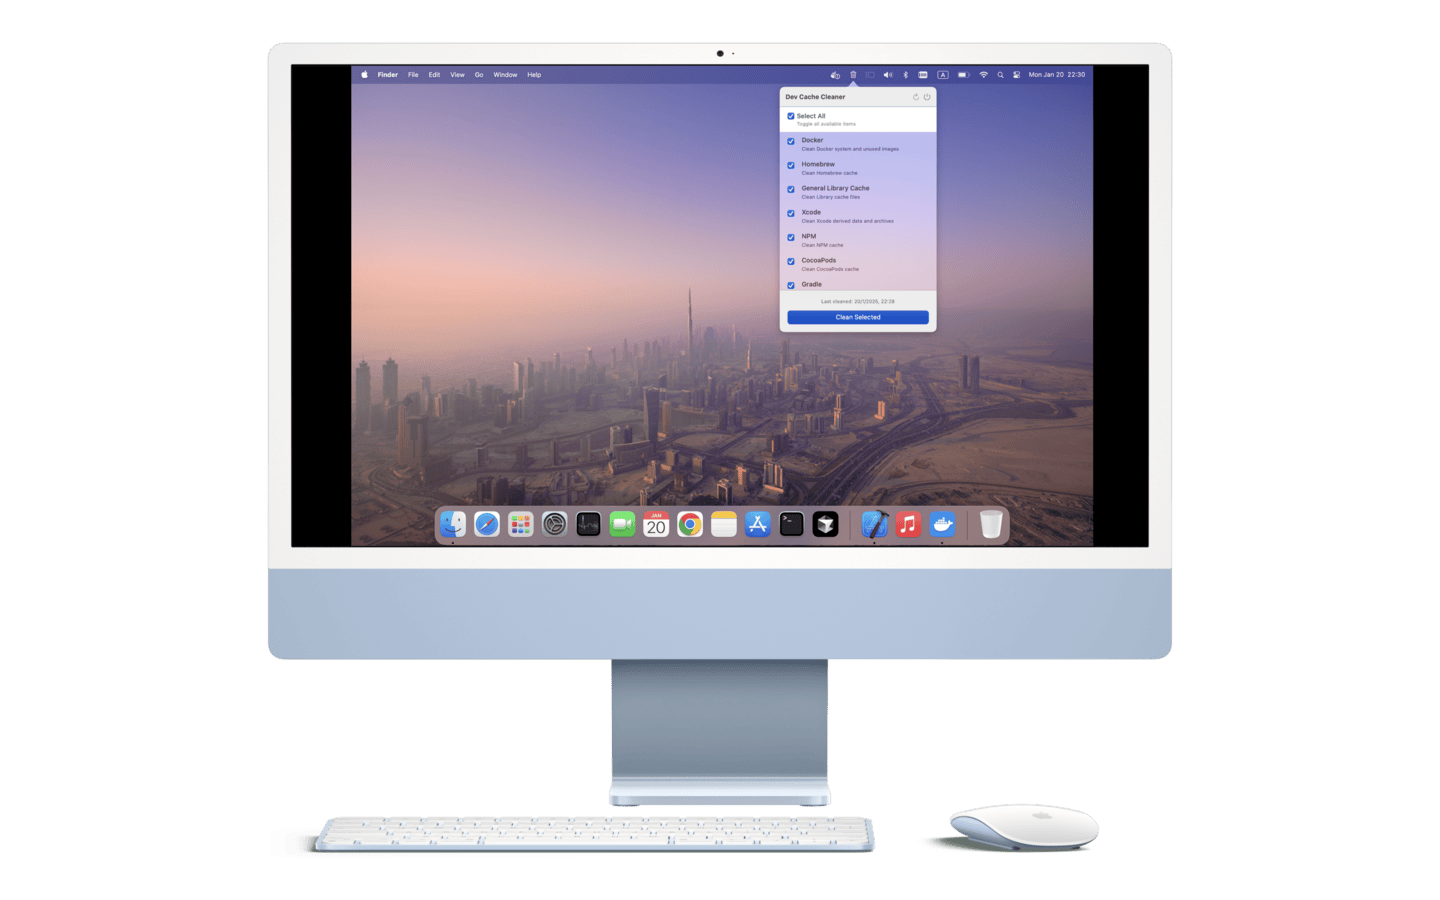 Finder File Edit View Go Window Help
A
Mon Jan 20 22:30
Dev Cache Cleaner
Select All
Toggle all available items
Docker
Clean Docker system and unused images
Homebrew
Clean Homebrew cache
General Library Cache
Clean Library cache files
Xcode
Clean Xcode derived data and archives
NPM
Clean NPM cache
CocoaPods
Clean CocoaPods cache
Gradle
Last cleaned: 20/1/2025, 22:28
Clean Selected
JAN
20